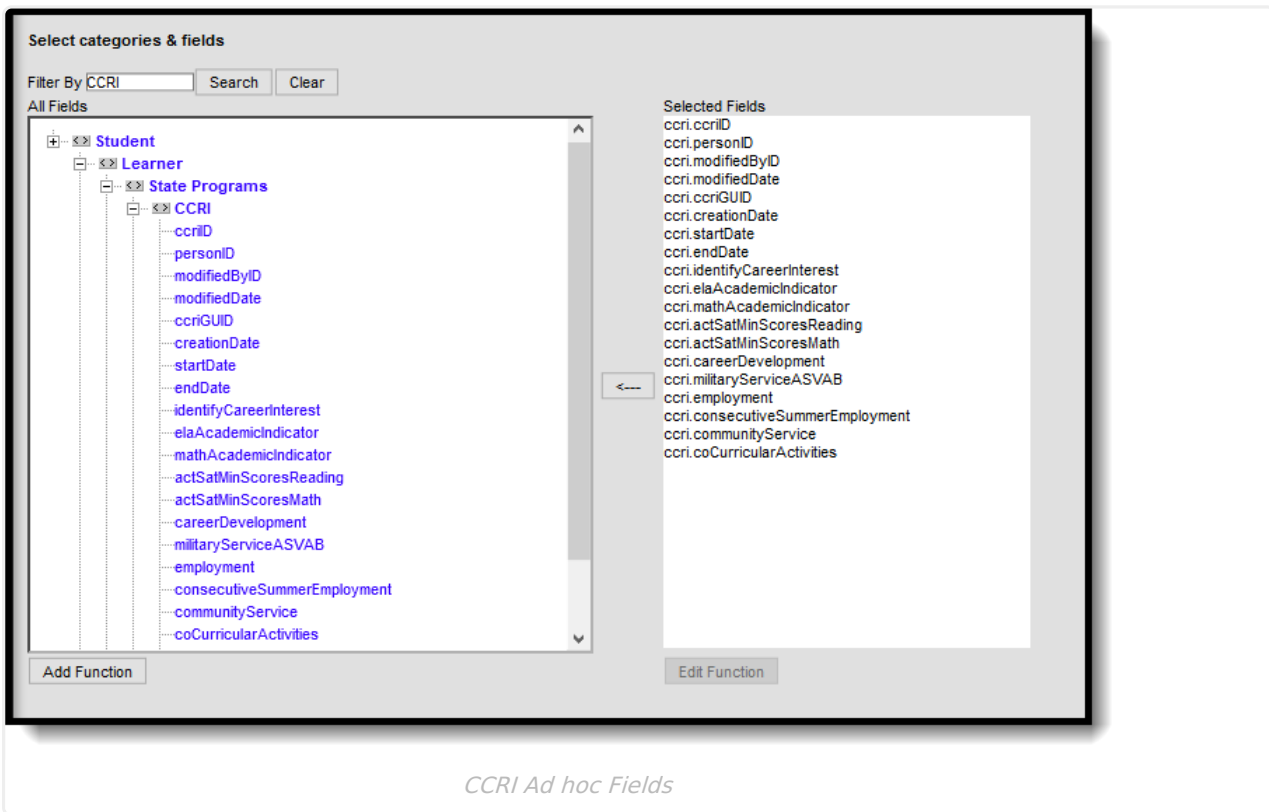 Select categories & fields
Filter By CCRI Search Clear
All Fields
Student
Learner
State Programs
CCRI
ccriID
personID
modifiedByID
modifiedDate
ccriGUID
creationDate
startDate
endDate
identifyCareerInterest
elaAcademicIndicator
mathAcademicIndicator
actSatMinScoresReading
actSatMinScoresMath
careerDevelopment
militaryServiceASVAB
employment
consecutiveSummerEmployment
communityService
coCurricularActivities
Add Function
<---
Selected Fields
ccri.ccriID
ccri.personID
ccri.modifiedByID
ccri.modifiedDate
ccri.ccriGUID
ccri.creationDate
ccri.startDate
ccri.endDate
ccri.identifyCareerInterest
ccri.elaAcademicIndicator
ccri.mathAcademicIndicator
ccri.actSatMinScoresReading
ccri.actSatMinScoresMath
ccri.careerDevelopment
ccri.militaryServiceASVAB
ccri.employment
ccri.consecutiveSummerEmployment
ccri.communityService
ccri.coCurricularActivities
Edit Function
CCRI Ad hoc Fields